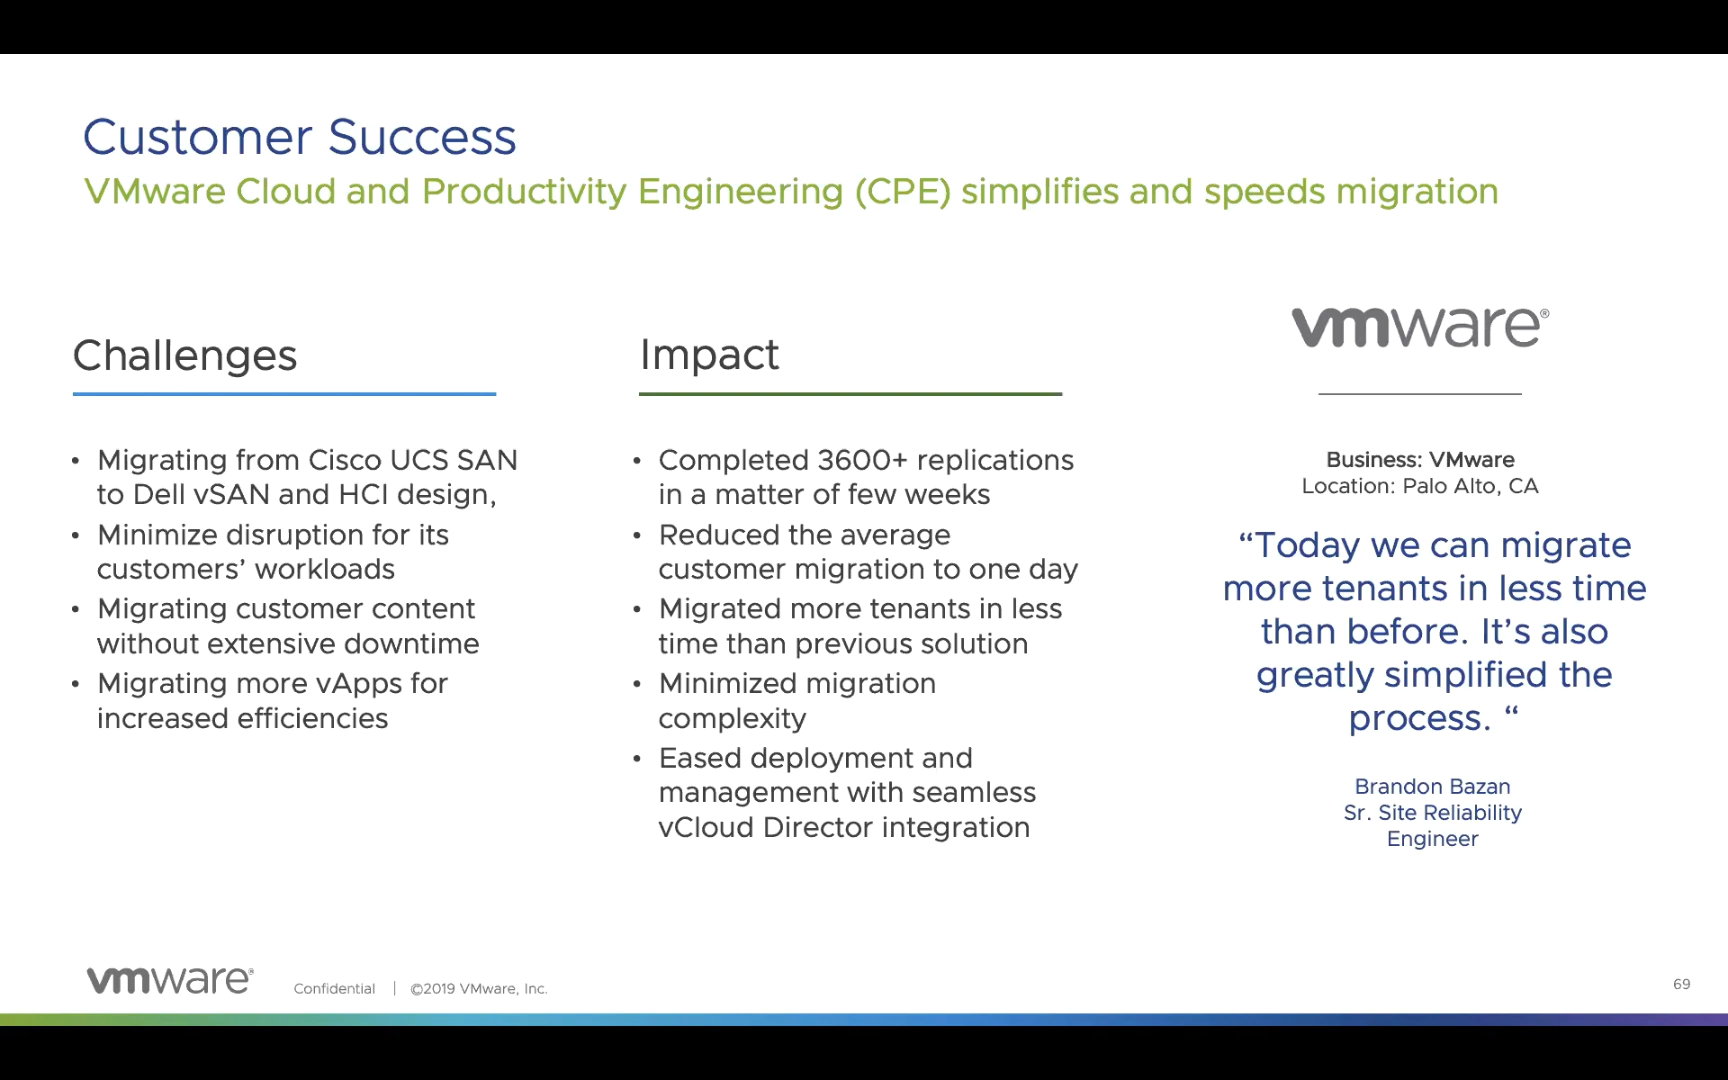 Customer Success
VMware Cloud and Productivity Engineering (CPE) simplifies and speeds migration
Challenges
• Migrating from Cisco UCS SAN
to Dell vSAN and HCI design,
• Minimize disruption for its
customers’ workloads
• Migrating customer content
without extensive downtime
• Migrating more vApps for
increased efficiencies
Impact
• Completed 3600+ replications
in a matter of few weeks
• Reduced the average
customer migration to one day
• Migrated more tenants in less
time than previous solution
• Minimized migration
complexity
• Eased deployment and
management with seamless
vCloud Director integration
vmware®
Business: VMware
Location: Palo Alto, CA
“Today we can migrate
more tenants in less time
than before. It’s also
greatly simplified the
process. “
Brandon Bazan
Sr. Site Reliability
Engineer
vmware®
Confidential | ©2019 VMware, Inc.
69